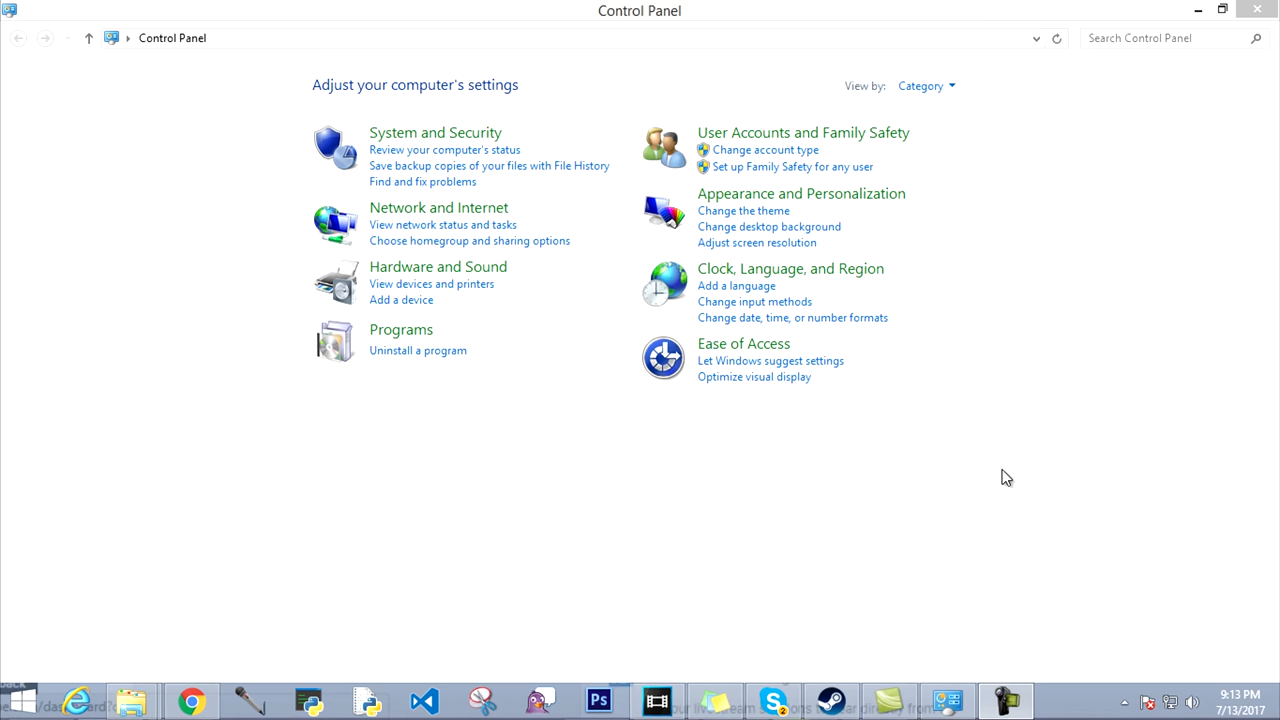 Control Panel
Control Panel
Search Control Panel
Adjust your computer's settings
View by: Category
System and Security
Review your computer's status
Save backup copies of your files with File History
Find and fix problems
Network and Internet
View network status and tasks
Choose homegroup and sharing options
Hardware and Sound
View devices and printers
Add a device
Programs
Uninstall a program
User Accounts and Family Safety
Change account type
Set up Family Safety for any user
Appearance and Personalization
Change the theme
Change desktop background
Adjust screen resolution
Clock, Language, and Region
Add a language
Change input methods
Change date, time, or number formats
Ease of Access
Let Windows suggest settings
Optimize visual display
Ps
2
9:13 PM
7/13/2017